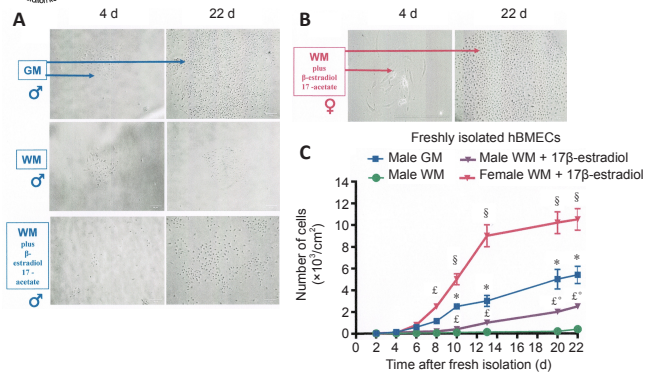 A
4 d
22 d
GM
♂
WM
♂
WM
plus
β-
estradiol
17 -
acetate
♂
B
4 d
22 d
WM
plus
β-estradiol
17 -acetate
♀
C
Freshly isolated hBMECs
Male GM
Male WM + 17β-estradiol
Male WM
Female WM + 17β-estradiol
Number of cells
(×10³/cm²)
14
12
10
8
6
4
2
0
£ § § § §
* * * *
£ £ £* £*
0 2 4 6 8 10 12 14 16 18 20 22
Time after fresh isolation (d)